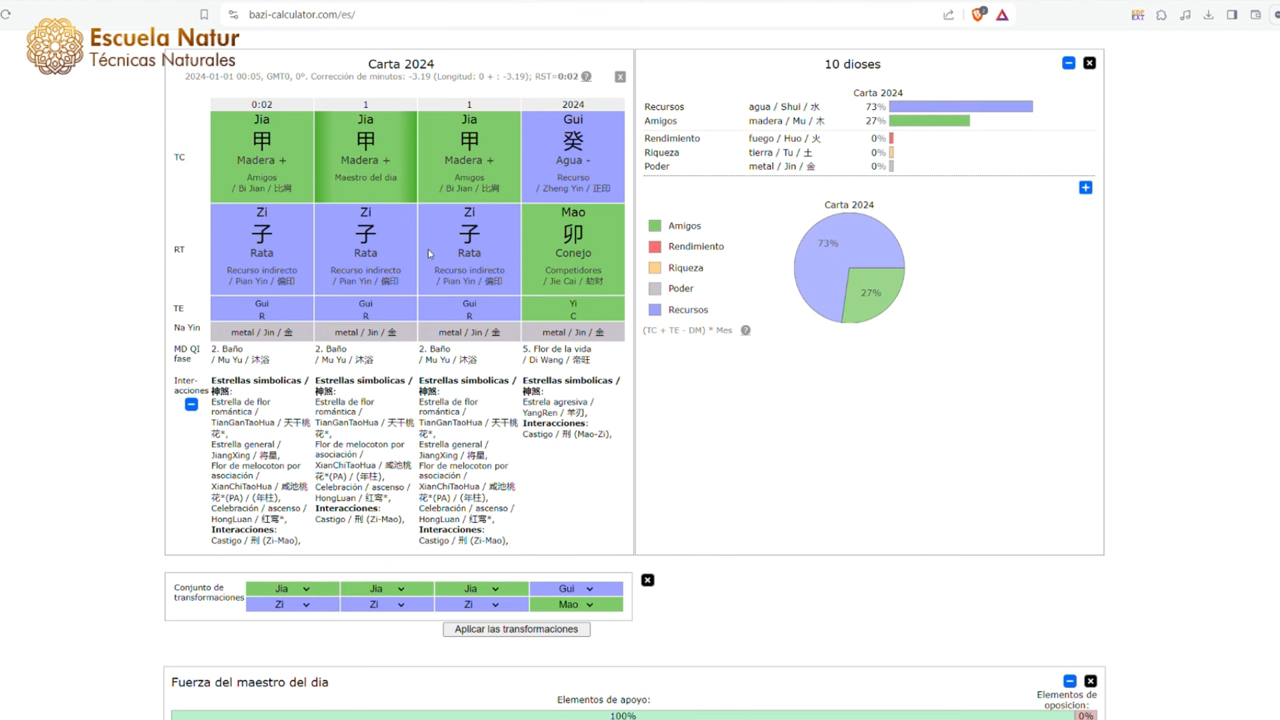 bazi-calculator.com/es/
Escuela Natur
Técnicas Naturales
Carta 2024
2024-01-01 00:05, GMT0, 0°. Corrección de minutos: -3.19 (Longitud: 0 + : -3.19); RST=0:02 ?
x
0:02 1 1 2024
TC
Jia Jia Jia Gui
甲 甲 甲 癸
Madera + Madera + Madera + Agua -
Amigos Maestro del dia Amigos Recurso
/ Bi Jian / 比肩 / Bi Jian / 比肩 / Zheng Yin / 正印
RT
Zi Zi Zi Mao
子 子 子 卯
Rata Rata Rata Conejo
Recurso indirecto Recurso indirecto Recurso indirecto Competidores
/ Pian Yin / 偏印 / Pian Yin / 偏印 / Pian Yin / 偏印 / Jie Cai / 劫财
TE
Gui Gui Gui Yi
R R R C
Na Yin metal / Jin / 金 metal / Jin / 金 metal / Jin / 金 metal / Jin / 金
MD QI fase
2. Baño 2. Baño 2. Baño 5. Flor de la vida
/ Mu Yu / 沐浴 / Mu Yu / 沐浴 / Mu Yu / 沐浴 / Di Wang / 帝旺
Inter-
acciones
Estrellas simbolicas /
神煞:
Estrella de flor
romántica /
TianGanTaoHua / 天干桃
花*,
Estrella general /
JiangXing / 将星,
Flor de melocoton por
asociación /
XianChiTaoHua / 咸池桃
花*(PA) / (年柱),
Celebración / ascenso /
HongLuan / 红鸾*,
Interacciones:
Castigo / 刑 (Zi-Mao),
Estrellas simbolicas /
神煞:
Estrella de flor
romántica /
TianGanTaoHua / 天干桃
花*,
Flor de melocoton por
asociación /
XianChiTaoHua / 咸池桃
花*(PA) / (年柱),
Celebración / ascenso /
HongLuan / 红鸾*,
Interacciones:
Castigo / 刑 (Zi-Mao),
Estrellas simbolicas /
神煞:
Estrella de flor
romántica /
TianGanTaoHua / 天干桃
花*,
Estrella general /
JiangXing / 将星,
Flor de melocoton por
asociación /
XianChiTaoHua / 咸池桃
花*(PA) / (年柱),
Celebración / ascenso /
HongLuan / 红鸾*,
Interacciones:
Castigo / 刑 (Zi-Mao),
Estrellas simbolicas /
神煞:
Estrela agresiva /
YangRen / 羊刃,
Interacciones:
Castigo / 刑 (Mao-Zi),
10 dioses
Carta 2024
Recursos agua / Shui / 水 73%
Amigos madera / Mu / 木 27%
Rendimiento fuego / Huo / 火 0%
Riqueza tierra / Tu / 土 0%
Poder metal / Jin / 金 0%
Carta 2024
Amigos
Rendimiento
Riqueza
Poder
Recursos
73%
27%
(TC + TE - DM) * Mes ?
Conjunto de
transformaciones
Jia Jia Jia Gui
Zi Zi Zi Mao
Aplicar las transformaciones
Fuerza del maestro del dia
Elementos de apoyo:
Elementos de
oposicion:
100% 0%